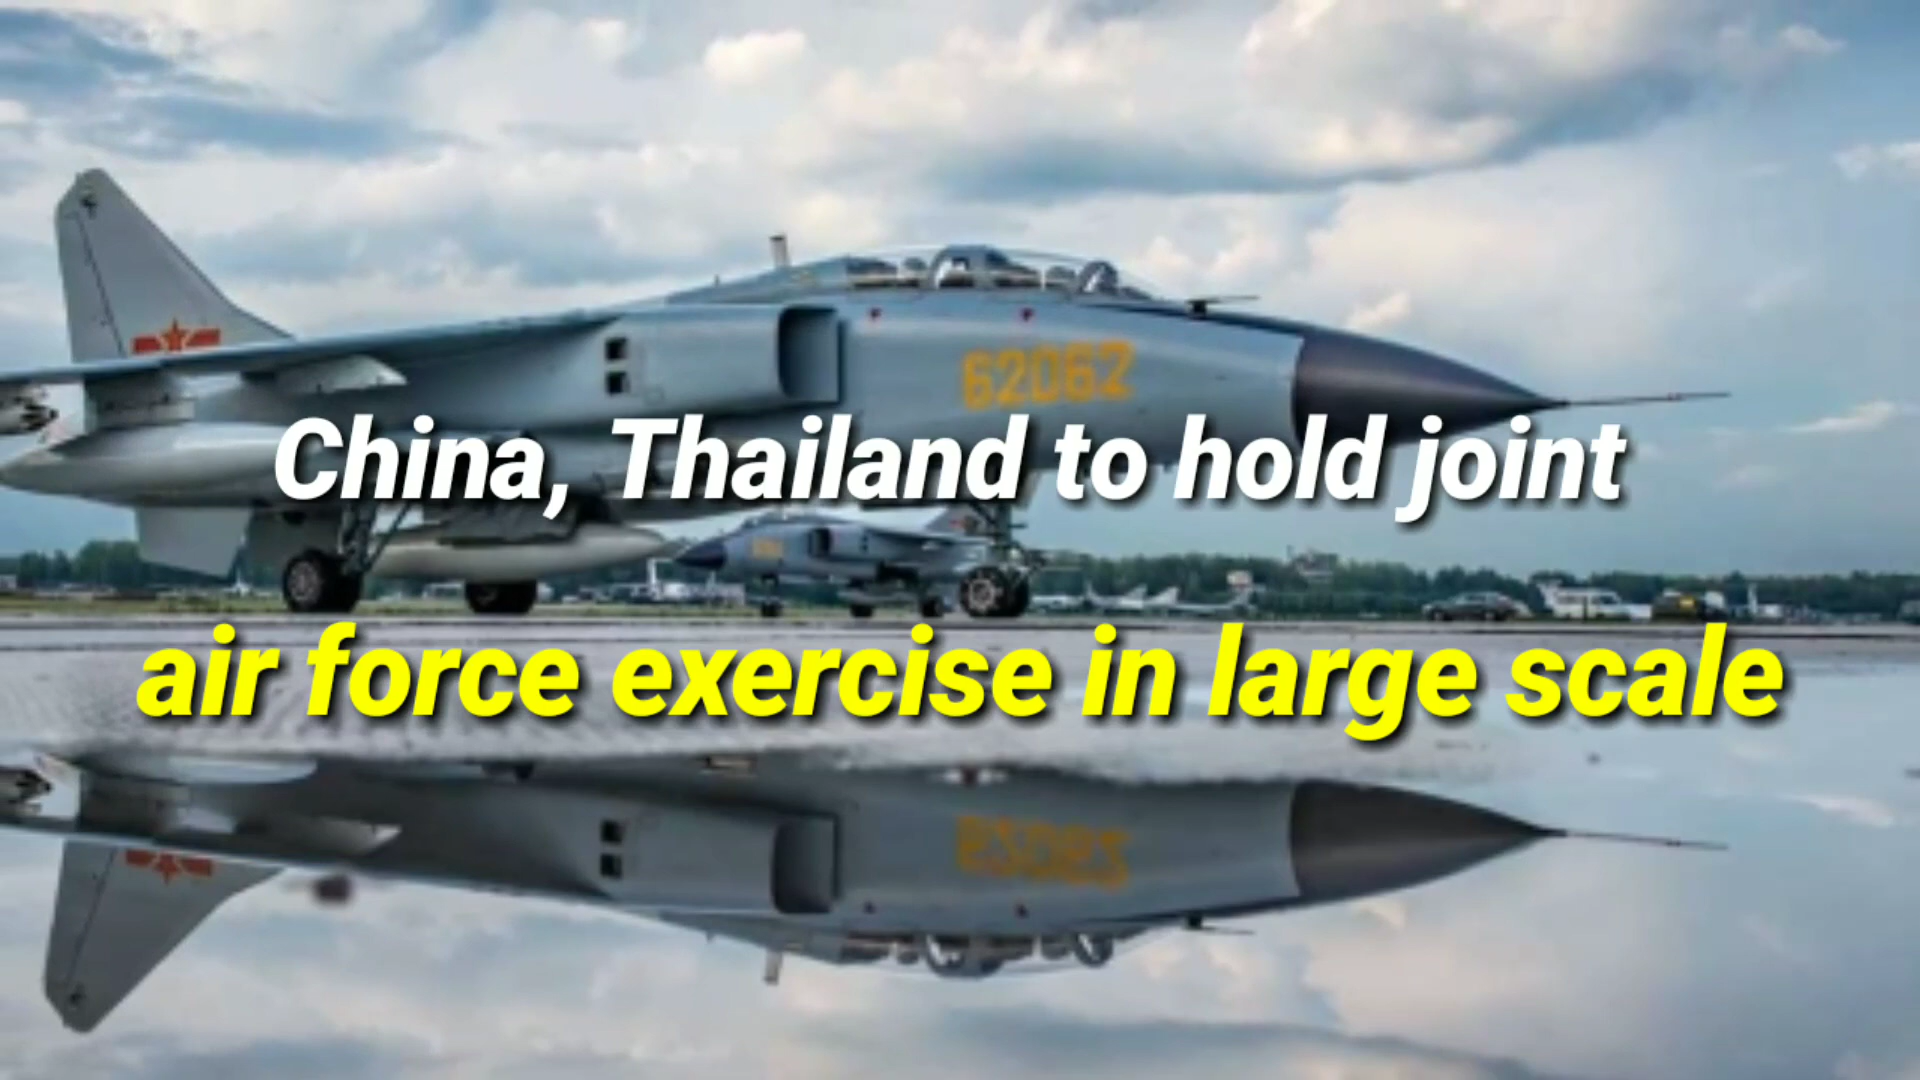 62062
China, Thailand to hold joint
air force exercise in large scale